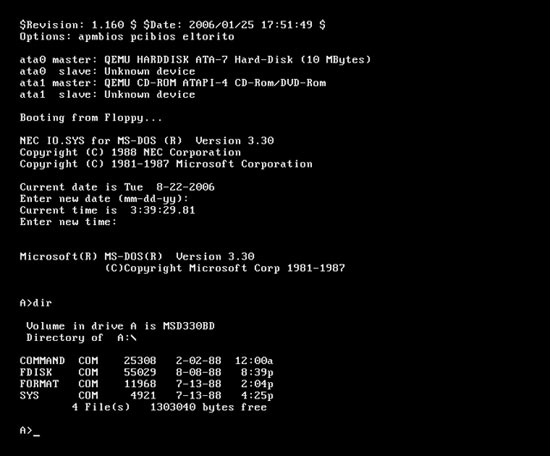 $Revision: 1.160 $ $Date: 2006/01/25 17:51:49 $
Options: apmbios pcibios eltorito
ata0 master: QEMU HARDDISK ATA-7 Hard-Disk (10 MBytes)
ata0  slave: Unknown device
ata1 master: QEMU CD-ROM ATAPI-4 CD-Rom/DVD-Rom
ata1  slave: Unknown device
Booting from Floppy...
NEC IO.SYS for MS-DOS (R)  Version 3.30
Copyright (C) 1988 NEC Corporation
Copyright (C) 1981-1987 Microsoft Corporation
Current date is Tue  8-22-2006
Enter new date (mm-dd-yy):
Current time is  3:39:29.81
Enter new time:
Microsoft(R) MS-DOS(R)  Version 3.30
(C)Copyright Microsoft Corp 1981-1987
A>dir
Volume in drive A is MSD330BD
Directory of  A:\
COMMAND  COM    25308   2-02-88  12:00a
FDISK    COM    55029   8-08-88   8:39p
FORMAT   COM    11968   7-13-88   2:04p
SYS      COM     4921   7-13-88   4:25p
4 File(s)   1303040 bytes free
A>_